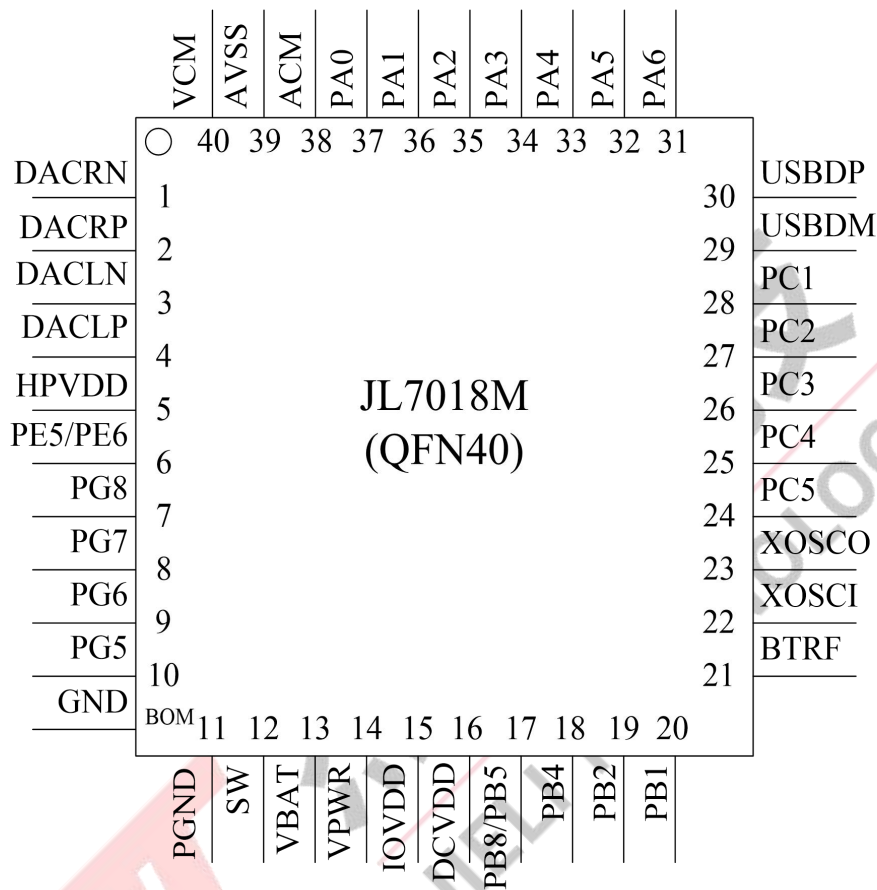 VCM
AVSS
ACM
PA0
PA1
PA2
PA3
PA4
PA5
PA6
40 39 38 37 36 35 34 33 32 31
DACRN 1
DACRP 2
DACLN 3
DACLP 4
HPVDD 5
PE5/PE6 6
PG8 7
PG7 8
PG6 9
PG5 10
GND BOM
JL7018M
(QFN40)
30 USBDP
29 USBDM
28 PC1
27 PC2
26 PC3
25 PC4
24 PC5
23 XOSCO
22 XOSCI
21 BTRF
11 12 13 14 15 16 17 18 19 20
PGND
SW
VBAT
VPWR
IOVDD
DCVDD
PB8/PB5
PB4
PB2
PB1